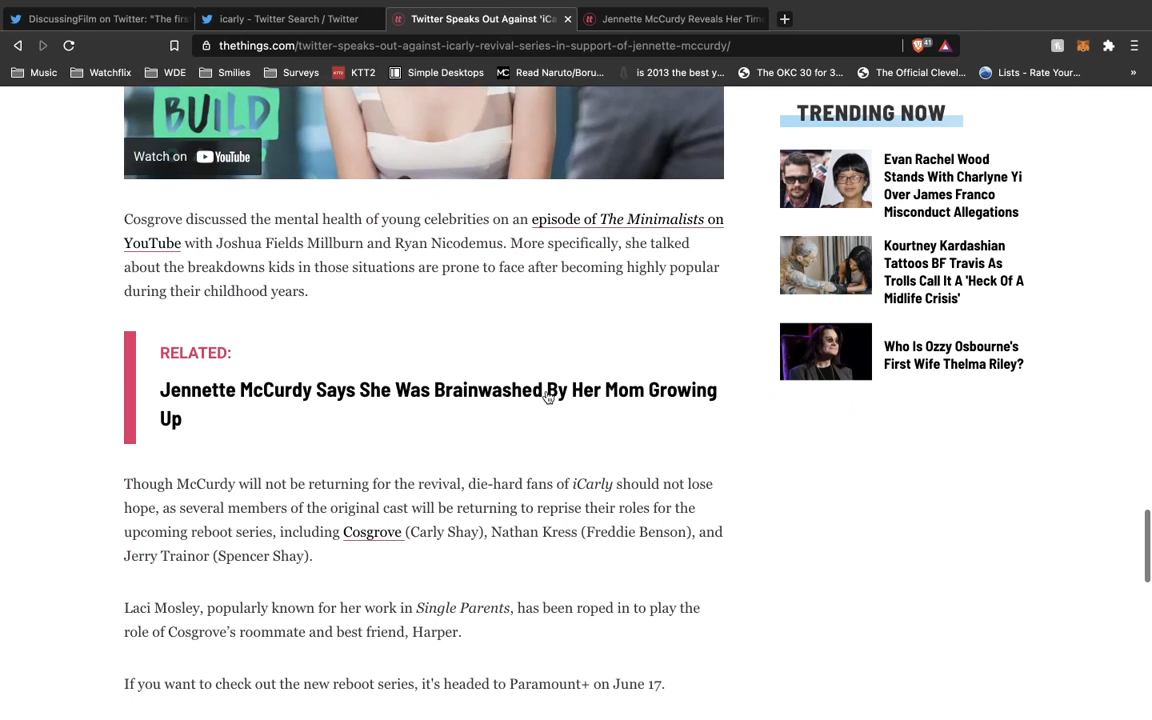 DiscussingFilm on Twitter: "The firs
icarly - Twitter Search / Twitter
Twitter Speaks Out Against 'iCa
Jennette McCurdy Reveals Her Tim
thethings.com/twitter-speaks-out-against-icarly-revival-series-in-support-of-jennette-mccurdy/
41
Music
Watchflix
WDE
Smilies
Surveys
KTT2
Simple Desktops
Read Naruto/Boru...
is 2013 the best y...
The OKC 30 for 3...
The Official Clevel...
Lists - Rate Your...
»
BUILD
Watch on YouTube
Cosgrove discussed the mental health of young celebrities on an episode of The Minimalists on
YouTube with Joshua Fields Millburn and Ryan Nicodemus. More specifically, she talked
about the breakdowns kids in those situations are prone to face after becoming highly popular
during their childhood years.
RELATED:
Jennette McCurdy Says She Was Brainwashed By Her Mom Growing
Up
Though McCurdy will not be returning for the revival, die-hard fans of iCarly should not lose
hope, as several members of the original cast will be returning to reprise their roles for the
upcoming reboot series, including Cosgrove (Carly Shay), Nathan Kress (Freddie Benson), and
Jerry Trainor (Spencer Shay).
Laci Mosley, popularly known for her work in Single Parents, has been roped in to play the
role of Cosgrove's roommate and best friend, Harper.
If you want to check out the new reboot series, it's headed to Paramount+ on June 17.
TRENDING NOW
Evan Rachel Wood
Stands With Charlyne Yi
Over James Franco
Misconduct Allegations
Kourtney Kardashian
Tattoos BF Travis As
Trolls Call It A 'Heck Of A
Midlife Crisis'
Who Is Ozzy Osbourne's
First Wife Thelma Riley?